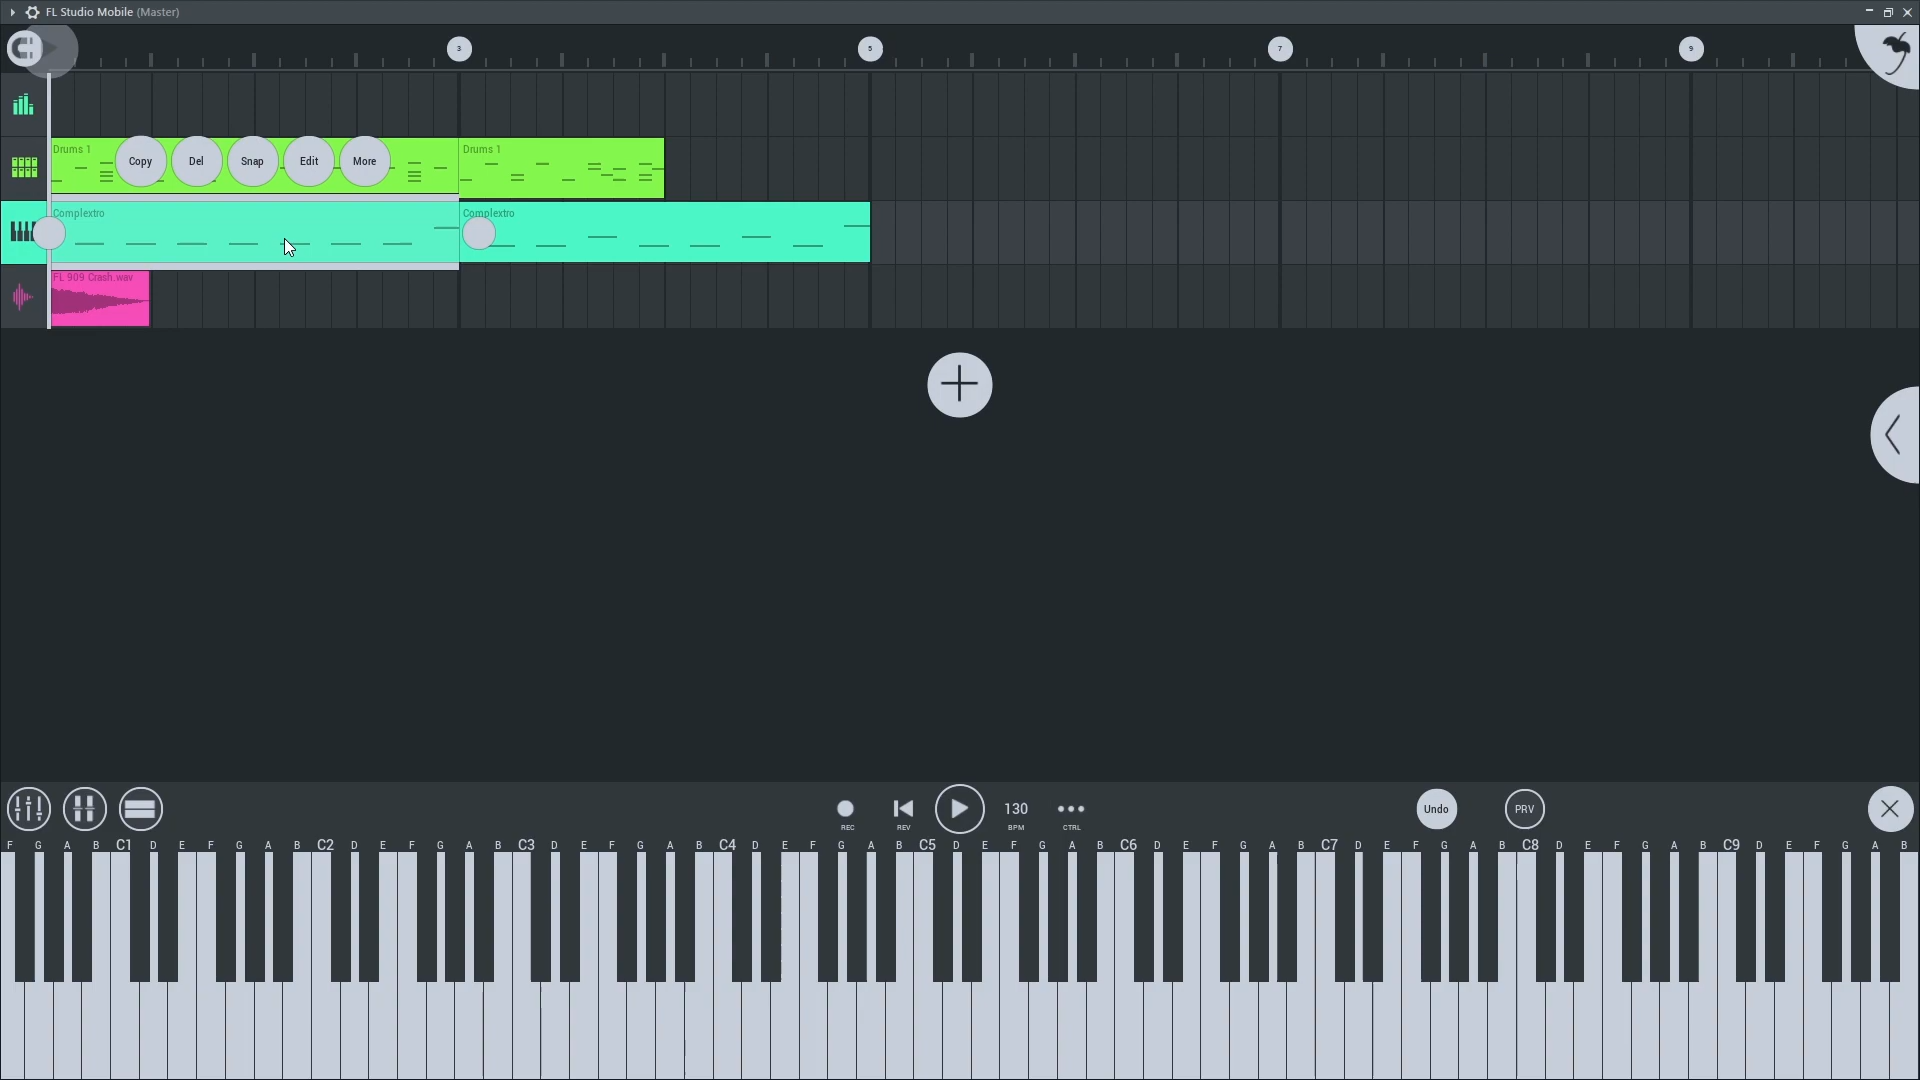 FL Studio Mobile (Master)
3 5 7 9
Drums 1 Drums 1
Copy Del Snap Edit More
Complextro Complextro
FL 909 Crash.wav
130 Undo PRV
REC REV BPM CTRL
F G A B C1 D E F G A B C2 D E F G A B C3 D E F G A B C4 D E F G A B C5 D E F G A B C6 D E F G A B C7 D E F G A B C8 D E F G A B C9 D E F G A B